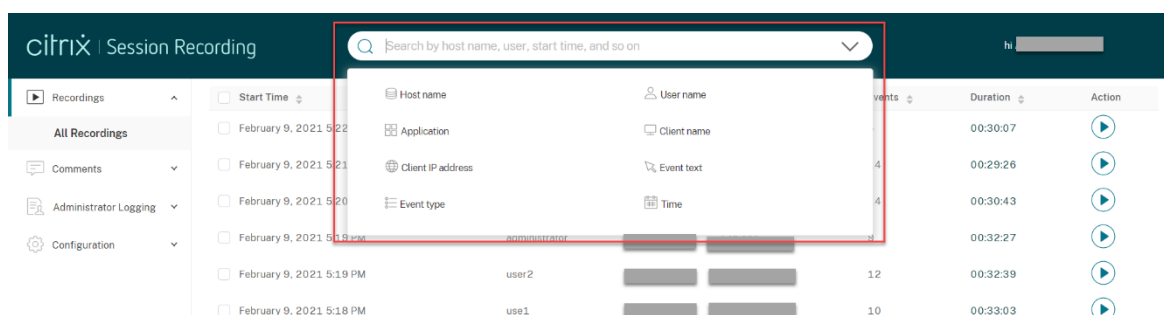 citrix | Session Recording
Search by host name, user, start time, and so on
hi
Recordings
Start Time
Host name
User name
vents
Duration
Action
All Recordings
February 9, 2021 5:22
Application
Client name
00:30:07
Comments
February 9, 2021 5:21
Client IP address
Event text
4
00:29:26
Administrator Logging
February 9, 2021 5:20
Event type
Time
4
00:30:43
Configuration
February 9, 2021 5:19 PM
administrator
9
00:32:27
February 9, 2021 5:19 PM
user2
12
00:32:39
February 9, 2021 5:18 PM
use1
10
00:33:03